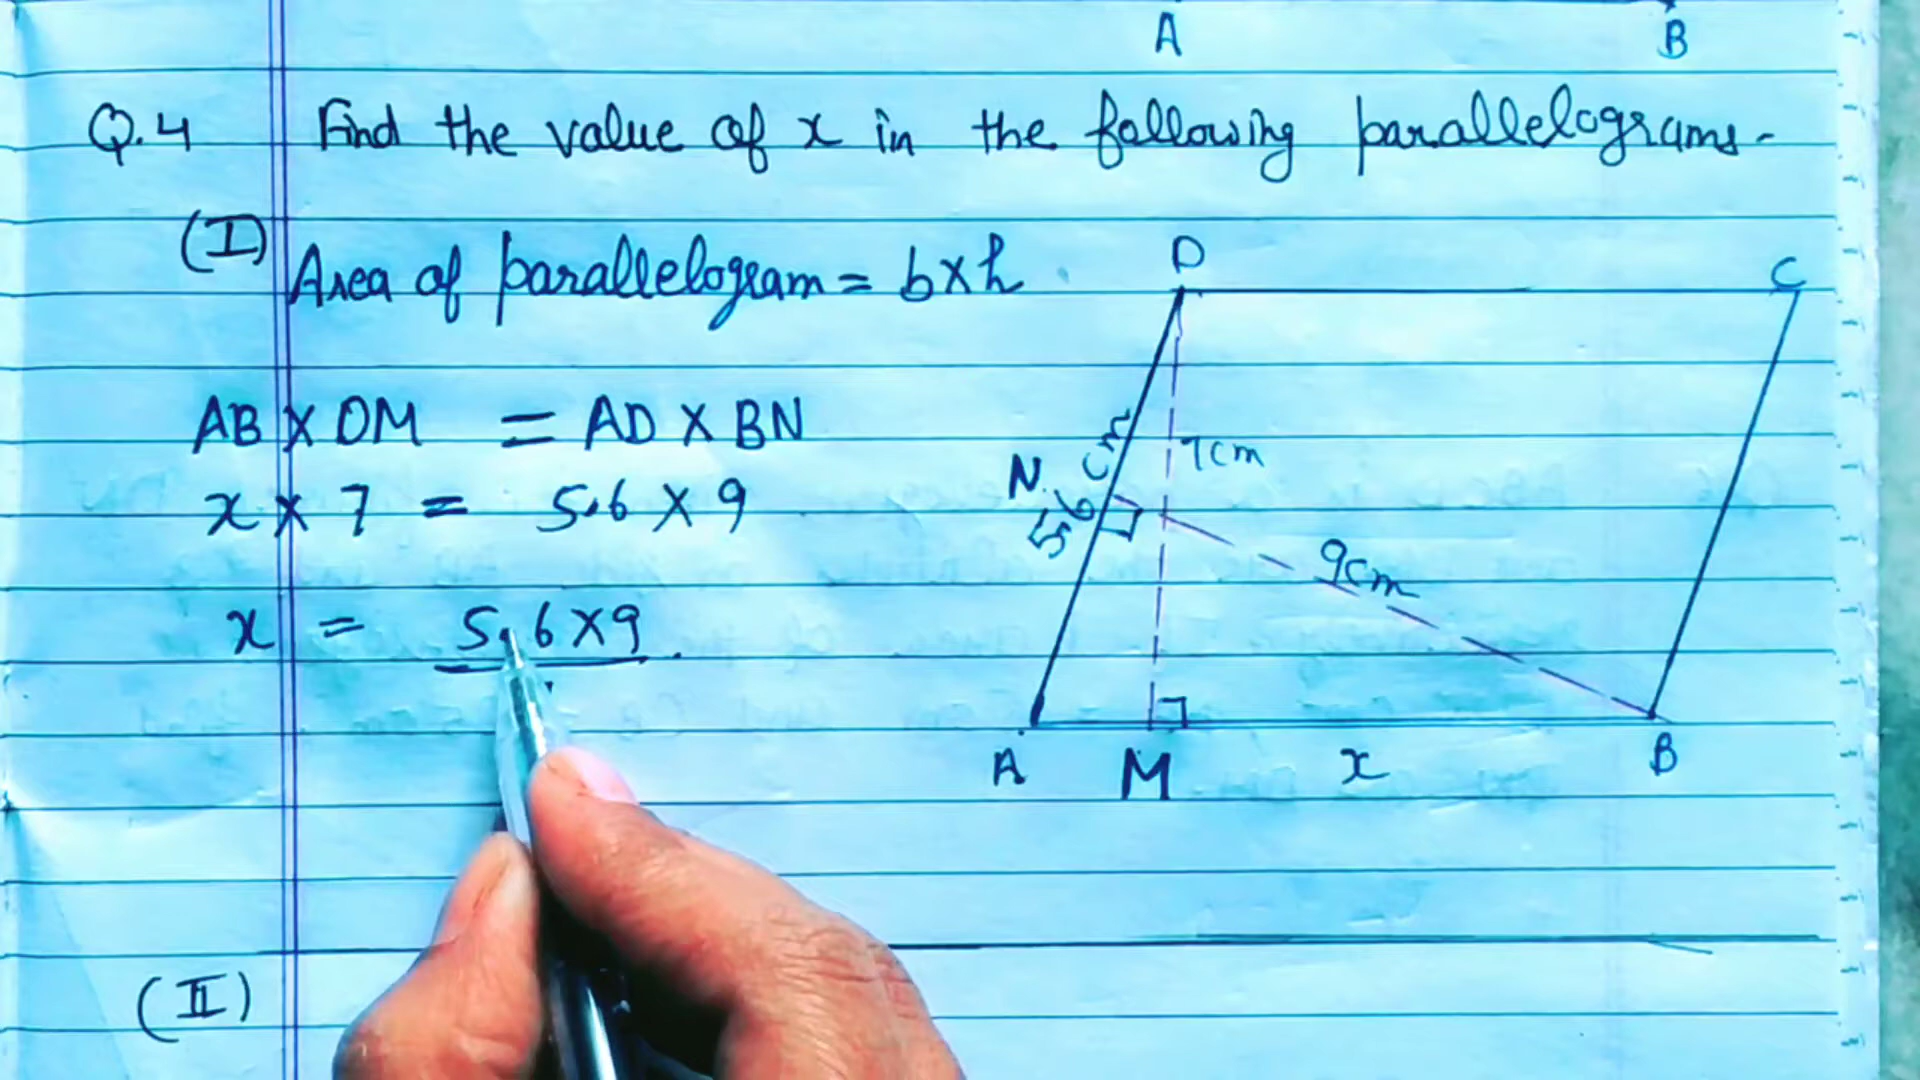 A B
Q.4 Find the value of x in the following parallelograms-
(I) Area of parallelogram = b×h
D C
AB × DM = AD × BN
N 5.6 cm 7cm
x × 7 = 5.6 × 9
9cm
x = 5.6×9
A M x B
(II)